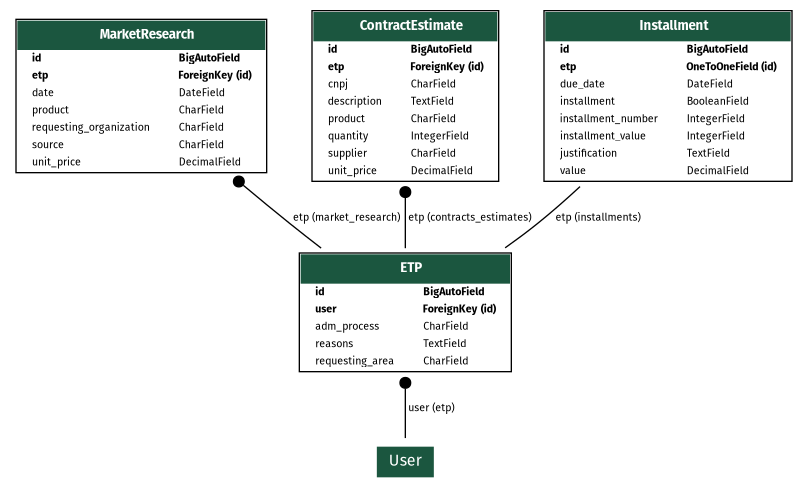 MarketResearch
id BigAutoField
etp ForeignKey (id)
date DateField
product CharField
requesting_organization CharField
source CharField
unit_price DecimalField
ContractEstimate
id BigAutoField
etp ForeignKey (id)
cnpj CharField
description TextField
product CharField
quantity IntegerField
supplier CharField
unit_price DecimalField
Installment
id BigAutoField
etp OneToOneField (id)
due_date DateField
installment BooleanField
installment_number IntegerField
installment_value IntegerField
justification TextField
value DecimalField
etp (market_research)
etp (contracts_estimates)
etp (installments)
ETP
id BigAutoField
user ForeignKey (id)
adm_process CharField
reasons TextField
requesting_area CharField
user (etp)
User